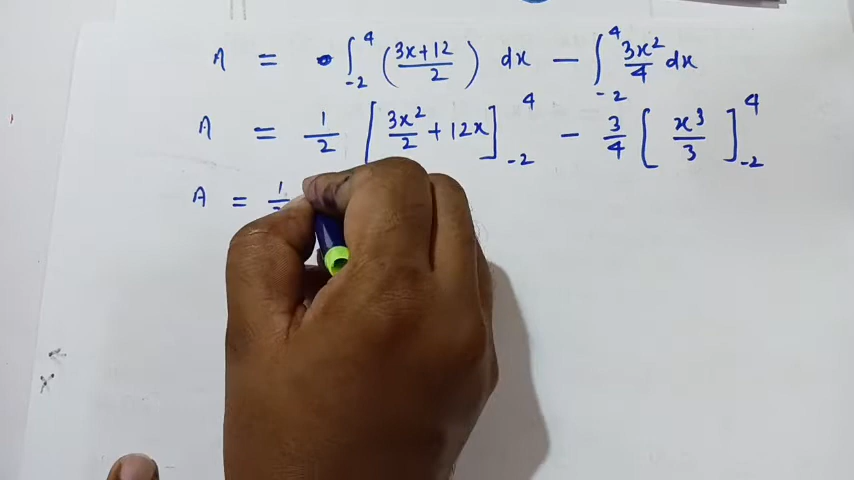 A = ∫_{-2}^{4} (3x+12 / 2) dx − ∫_{-2}^{4} 3x²/4 dx
A = 1/2 [3x²/2 + 12x]_{-2}^{4} − 3/4 [x³/3]_{-2}^{4}
A = 1/